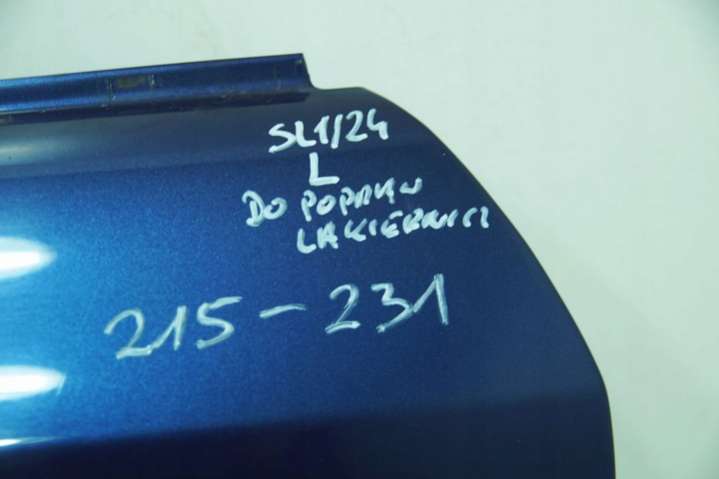 SL1/24
L
DO POPRAW
LAKIERNICZ
215-231